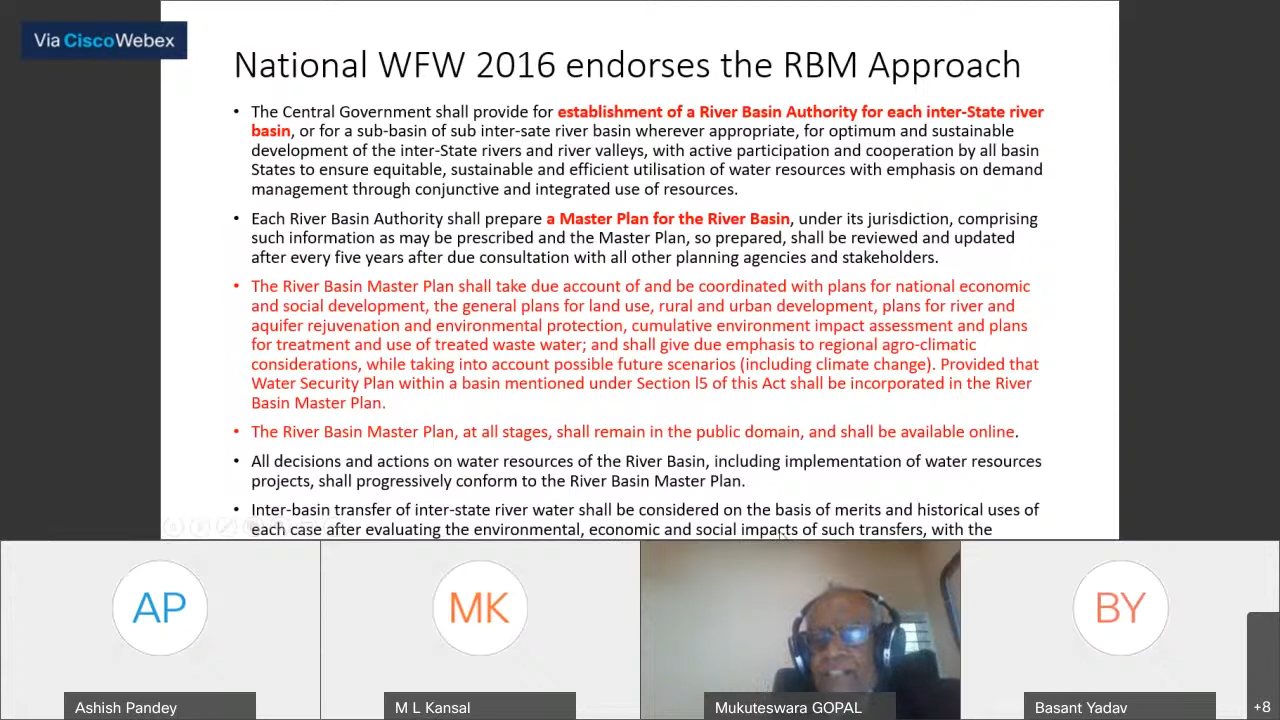 Via Cisco Webex
National WFW 2016 endorses the RBM Approach
• The Central Government shall provide for establishment of a River Basin Authority for each inter-State river
basin, or for a sub-basin of sub inter-sate river basin wherever appropriate, for optimum and sustainable
development of the inter-State rivers and river valleys, with active participation and cooperation by all basin
States to ensure equitable, sustainable and efficient utilisation of water resources with emphasis on demand
management through conjunctive and integrated use of resources.
• Each River Basin Authority shall prepare a Master Plan for the River Basin, under its jurisdiction, comprising
such information as may be prescribed and the Master Plan, so prepared, shall be reviewed and updated
after every five years after due consultation with all other planning agencies and stakeholders.
• The River Basin Master Plan shall take due account of and be coordinated with plans for national economic
and social development, the general plans for land use, rural and urban development, plans for river and
aquifer rejuvenation and environmental protection, cumulative environment impact assessment and plans
for treatment and use of treated waste water; and shall give due emphasis to regional agro-climatic
considerations, while taking into account possible future scenarios (including climate change). Provided that
Water Security Plan within a basin mentioned under Section l5 of this Act shall be incorporated in the River
Basin Master Plan.
• The River Basin Master Plan, at all stages, shall remain in the public domain, and shall be available online.
• All decisions and actions on water resources of the River Basin, including implementation of water resources
projects, shall progressively conform to the River Basin Master Plan.
• Inter-basin transfer of inter-state river water shall be considered on the basis of merits and historical uses of
each case after evaluating the environmental, economic and social impacts of such transfers, with the
AP
MK
BY
Ashish Pandey
M L Kansal
Mukuteswara GOPAL
Basant Yadav
+8